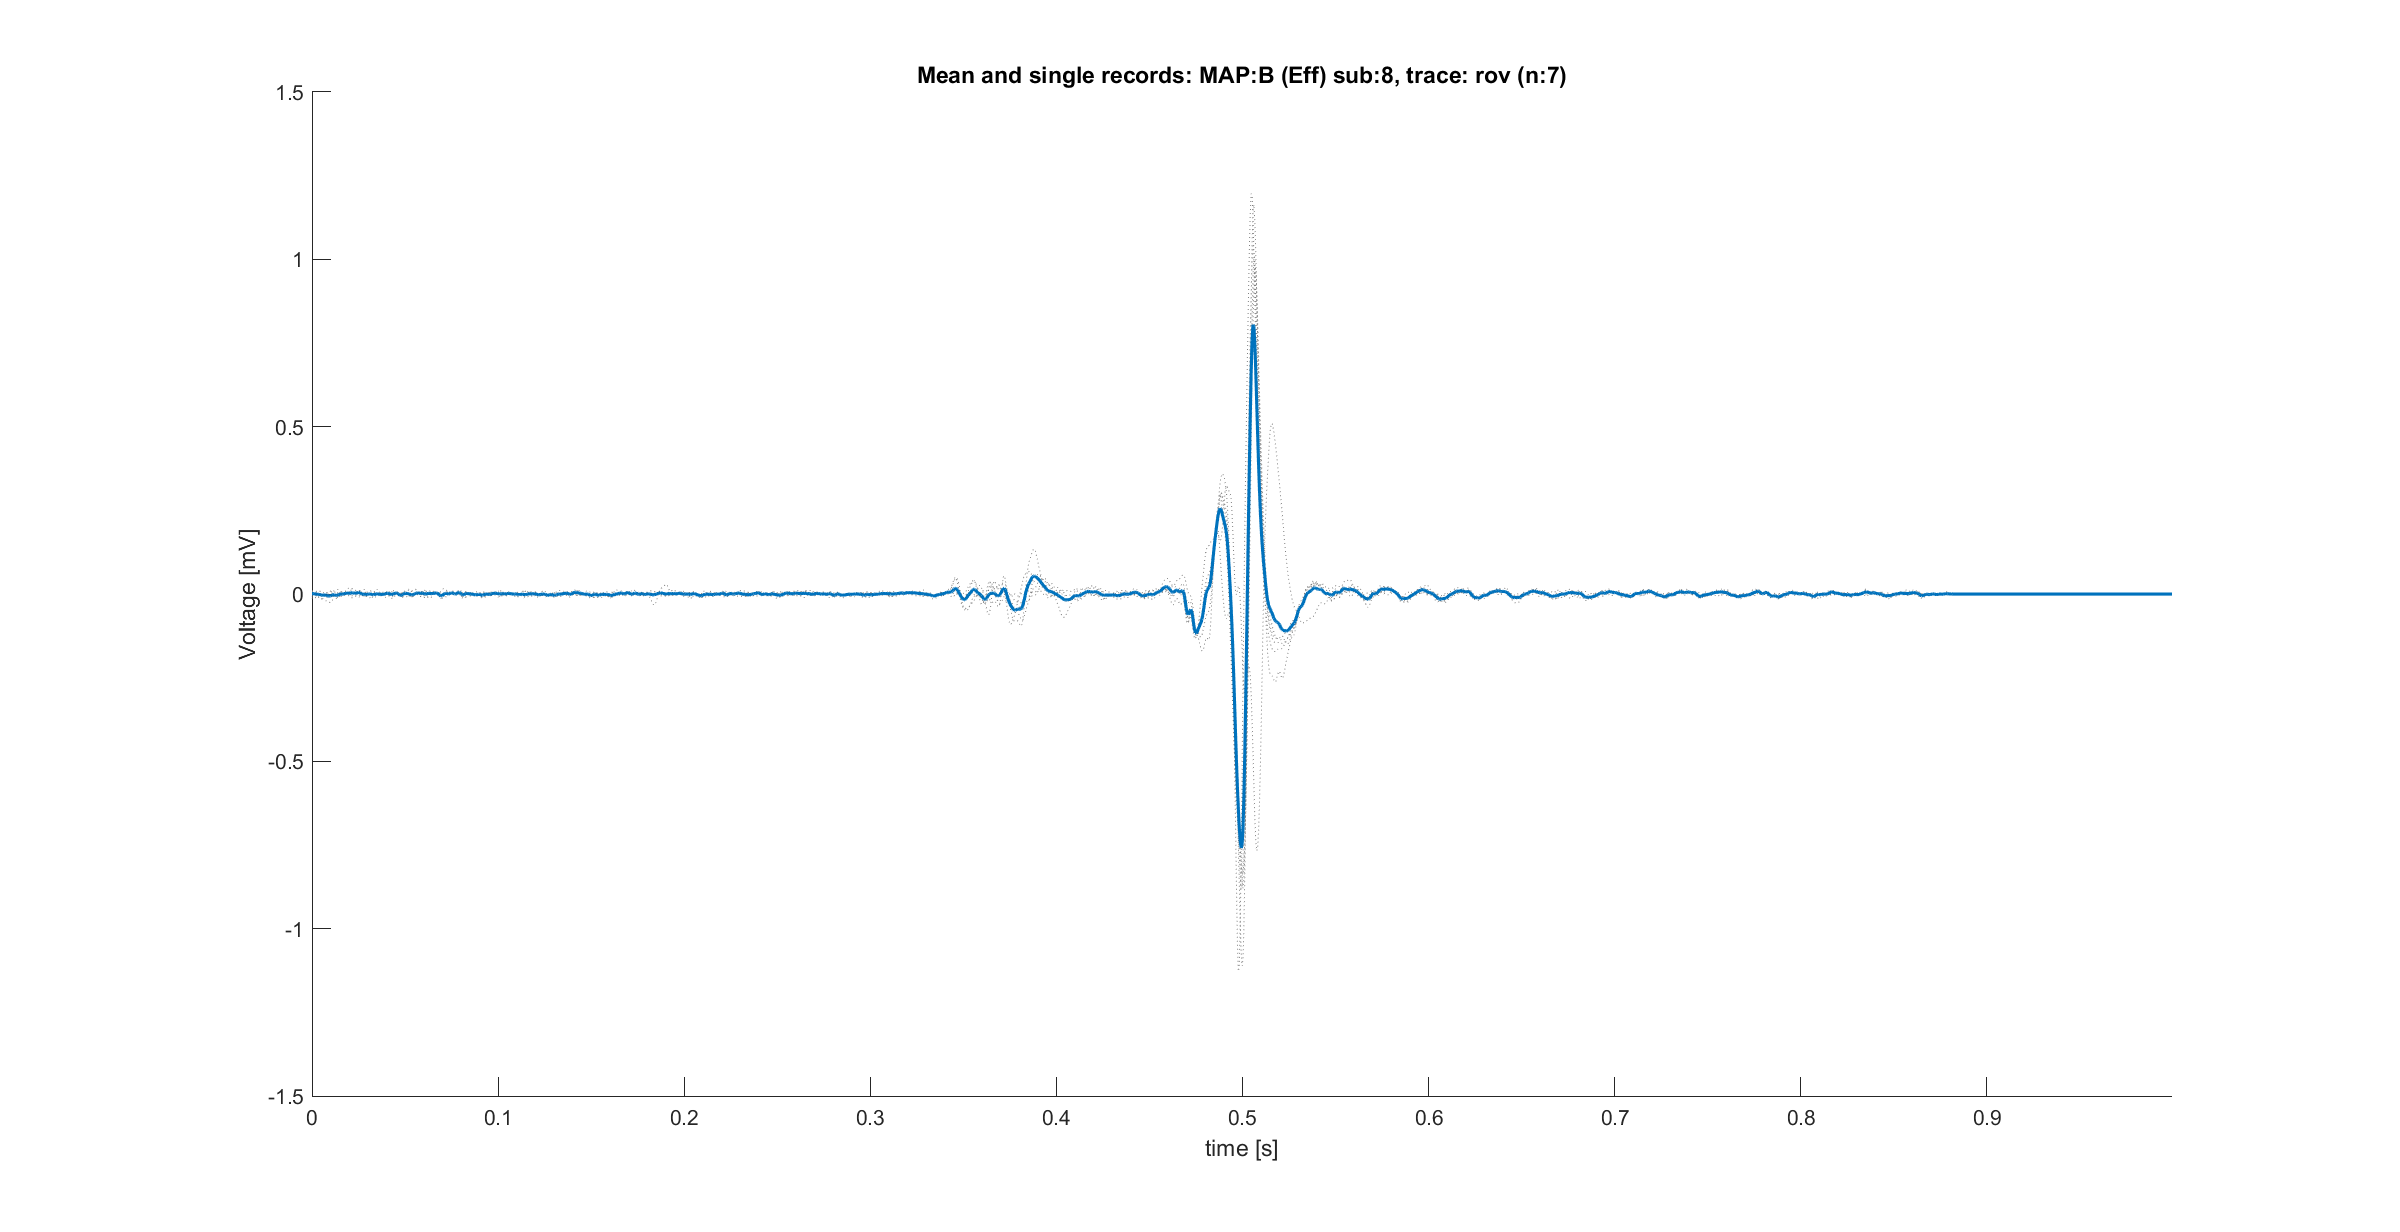 Mean and single records: MAP:B (Eff) sub:8, trace: rov (n:7)
1.5
1
0.5
0
-0.5
-1
-1.5
Voltage [mV]
0 0.1 0.2 0.3 0.4 0.5 0.6 0.7 0.8 0.9
time [s]